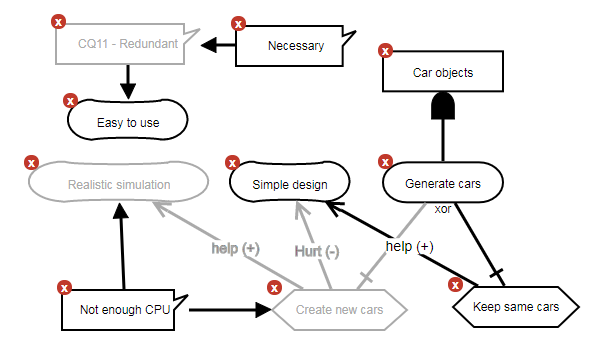 x
CQ11 - Redundant
x
Necessary
x
Car objects
x
Easy to use
x
Realistic simulation
x
Simple design
x
Generate cars
xor
help (+)
Hurt (-)
help (+)
x
Not enough CPU
x
Create new cars
x
Keep same cars